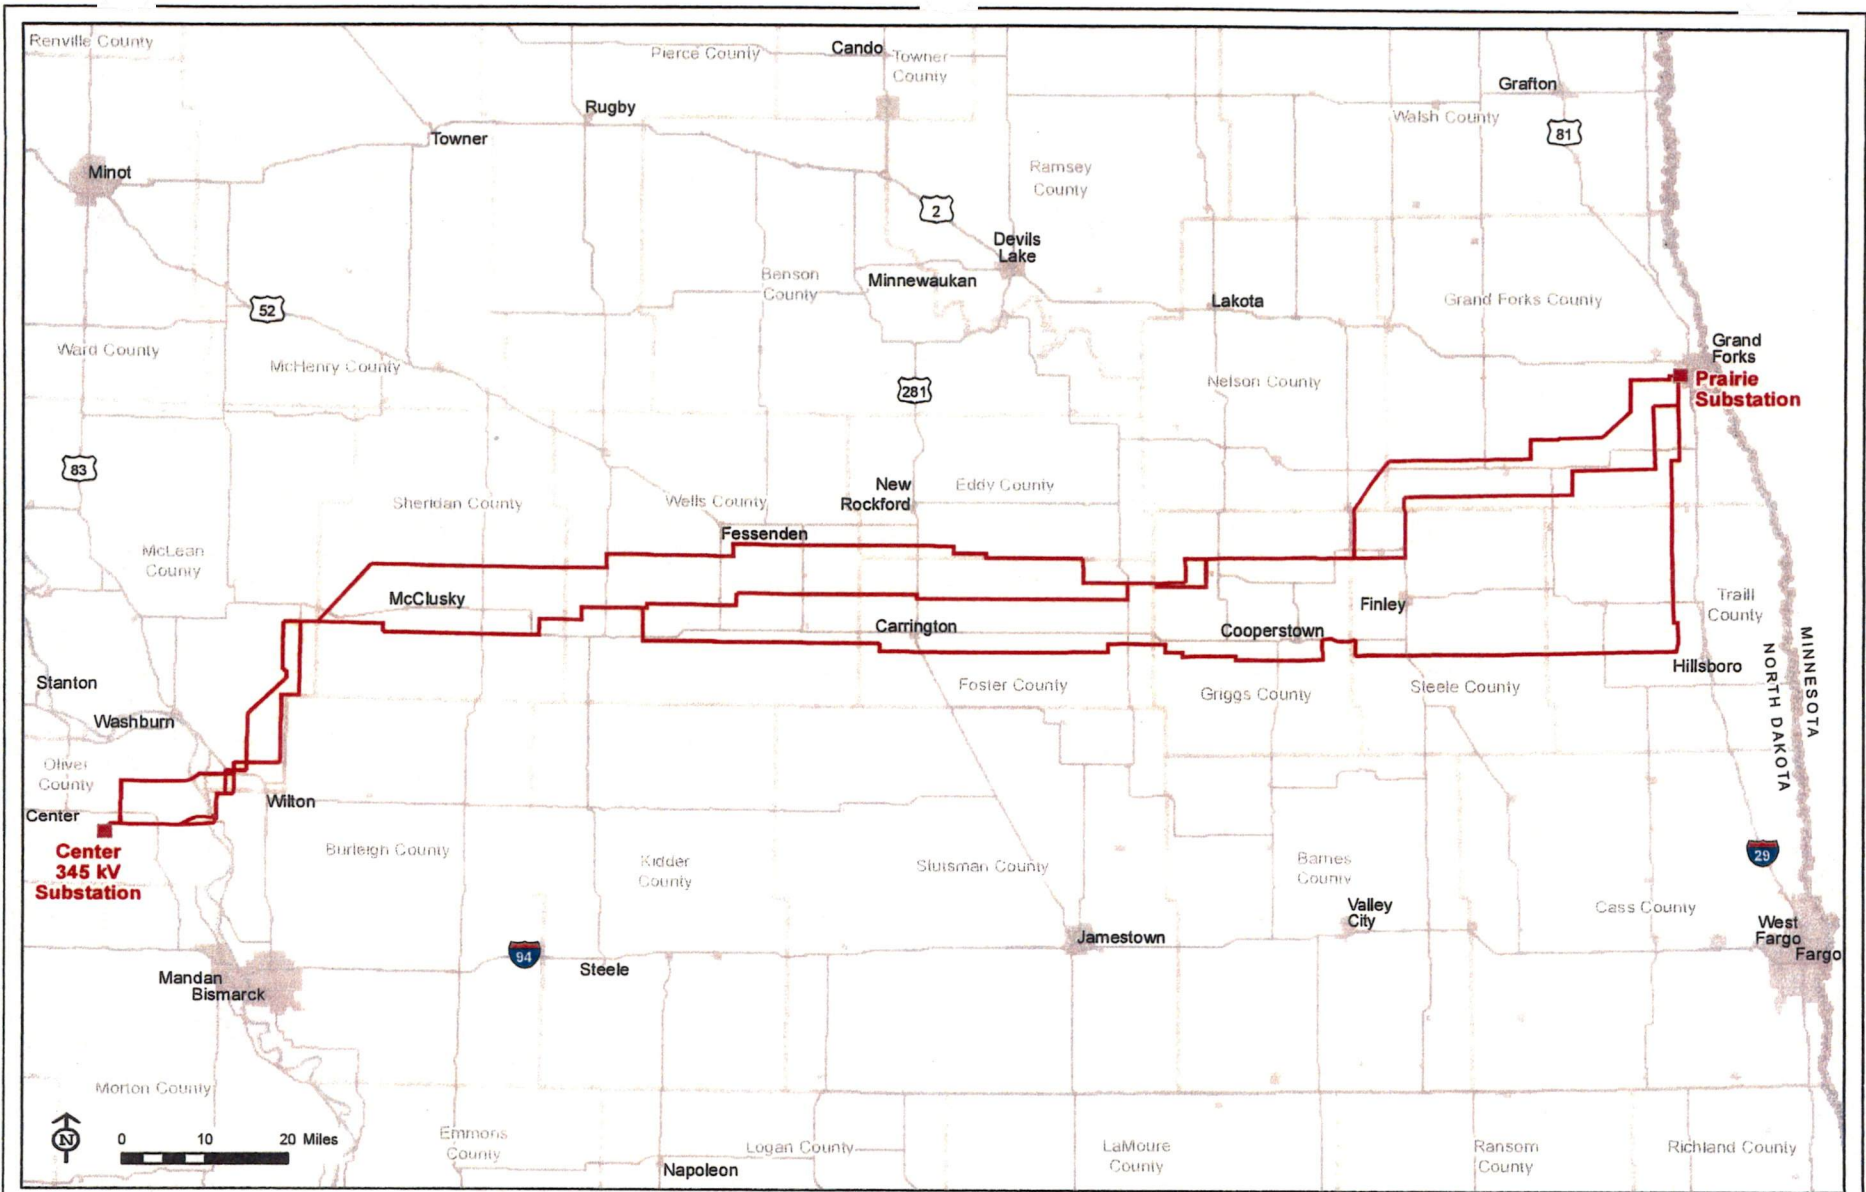 Renville County
Pierce County
Cando
Towner
County
Grafton
Walsh County
81
Rugby
Towner
Minot
Ramsey
County
2
Devils
Lake
Benson
County
Minnewaukan
Lakota
Grand Forks County
52
Ward County
McHenry County
281
Nelson County
Grand
Forks
Prairie
Substation
83
Sheridan County
Wells County
New
Rockford
Eddy County
Fessenden
McLean
County
McClusky
Carrington
Cooperstown
Finley
Traill
County
Hillsboro
MINNESOTA
NORTH DAKOTA
Stanton
Washburn
Foster County
Griggs County
Steele County
Oliver
County
Center
Wilton
Center
345 kV
Substation
Burleigh County
Kidder
County
Stutsman County
Barnes
County
29
Valley
City
Cass County
West
Fargo
Fargo
Jamestown
94
Steele
Mandan
Bismarck
Morton County
N
0 10 20 Miles
Emmons
County
Logan County
Napoleon
LaMoure
County
Ransom
County
Richland County